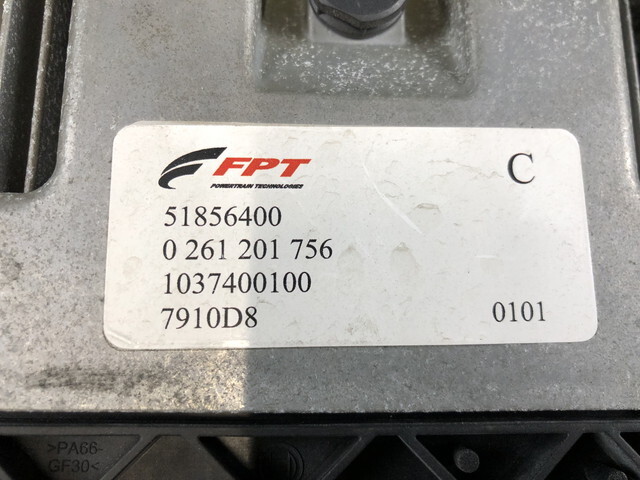 FPT C
POWERTRAIN TECHNOLOGIES
51856400
0 261 201 756
1037400100
7910D8 0101
>PA66-
GF30<